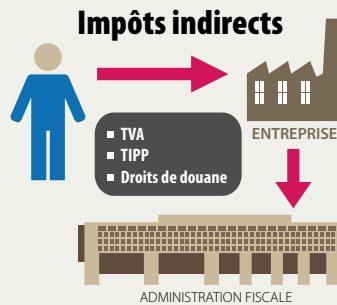 Impôts indirects
TVA
TIPP
Droits de douane
ENTREPRISE
ADMINISTRATION FISCALE